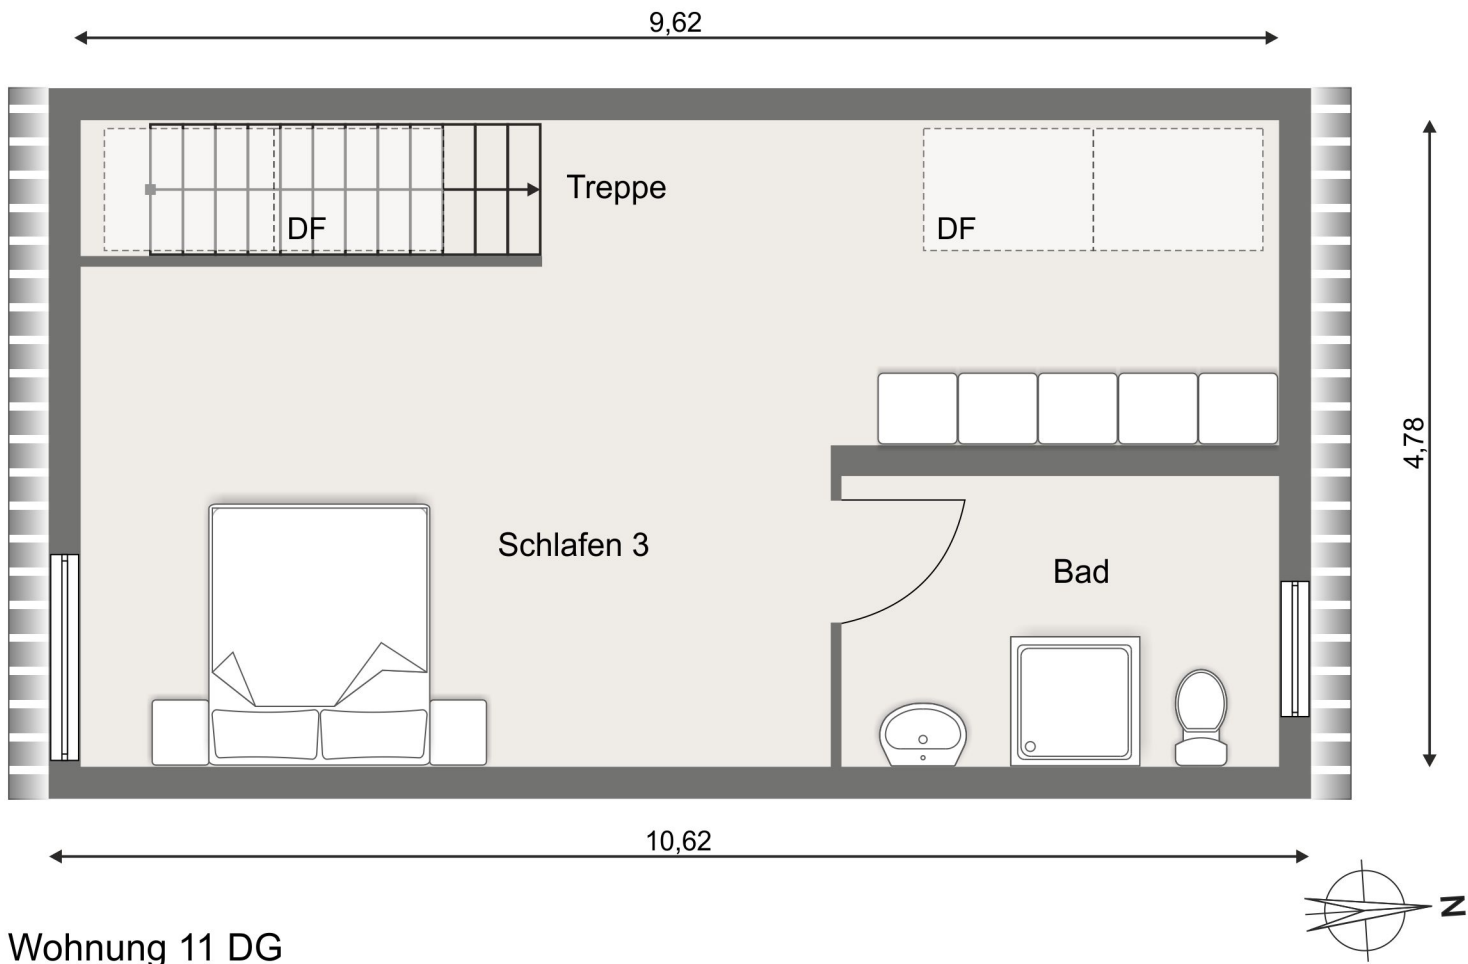 9,62
Treppe
DF
DF
4,78
Schlafen 3
Bad
10,62
N
Wohnung 11 DG